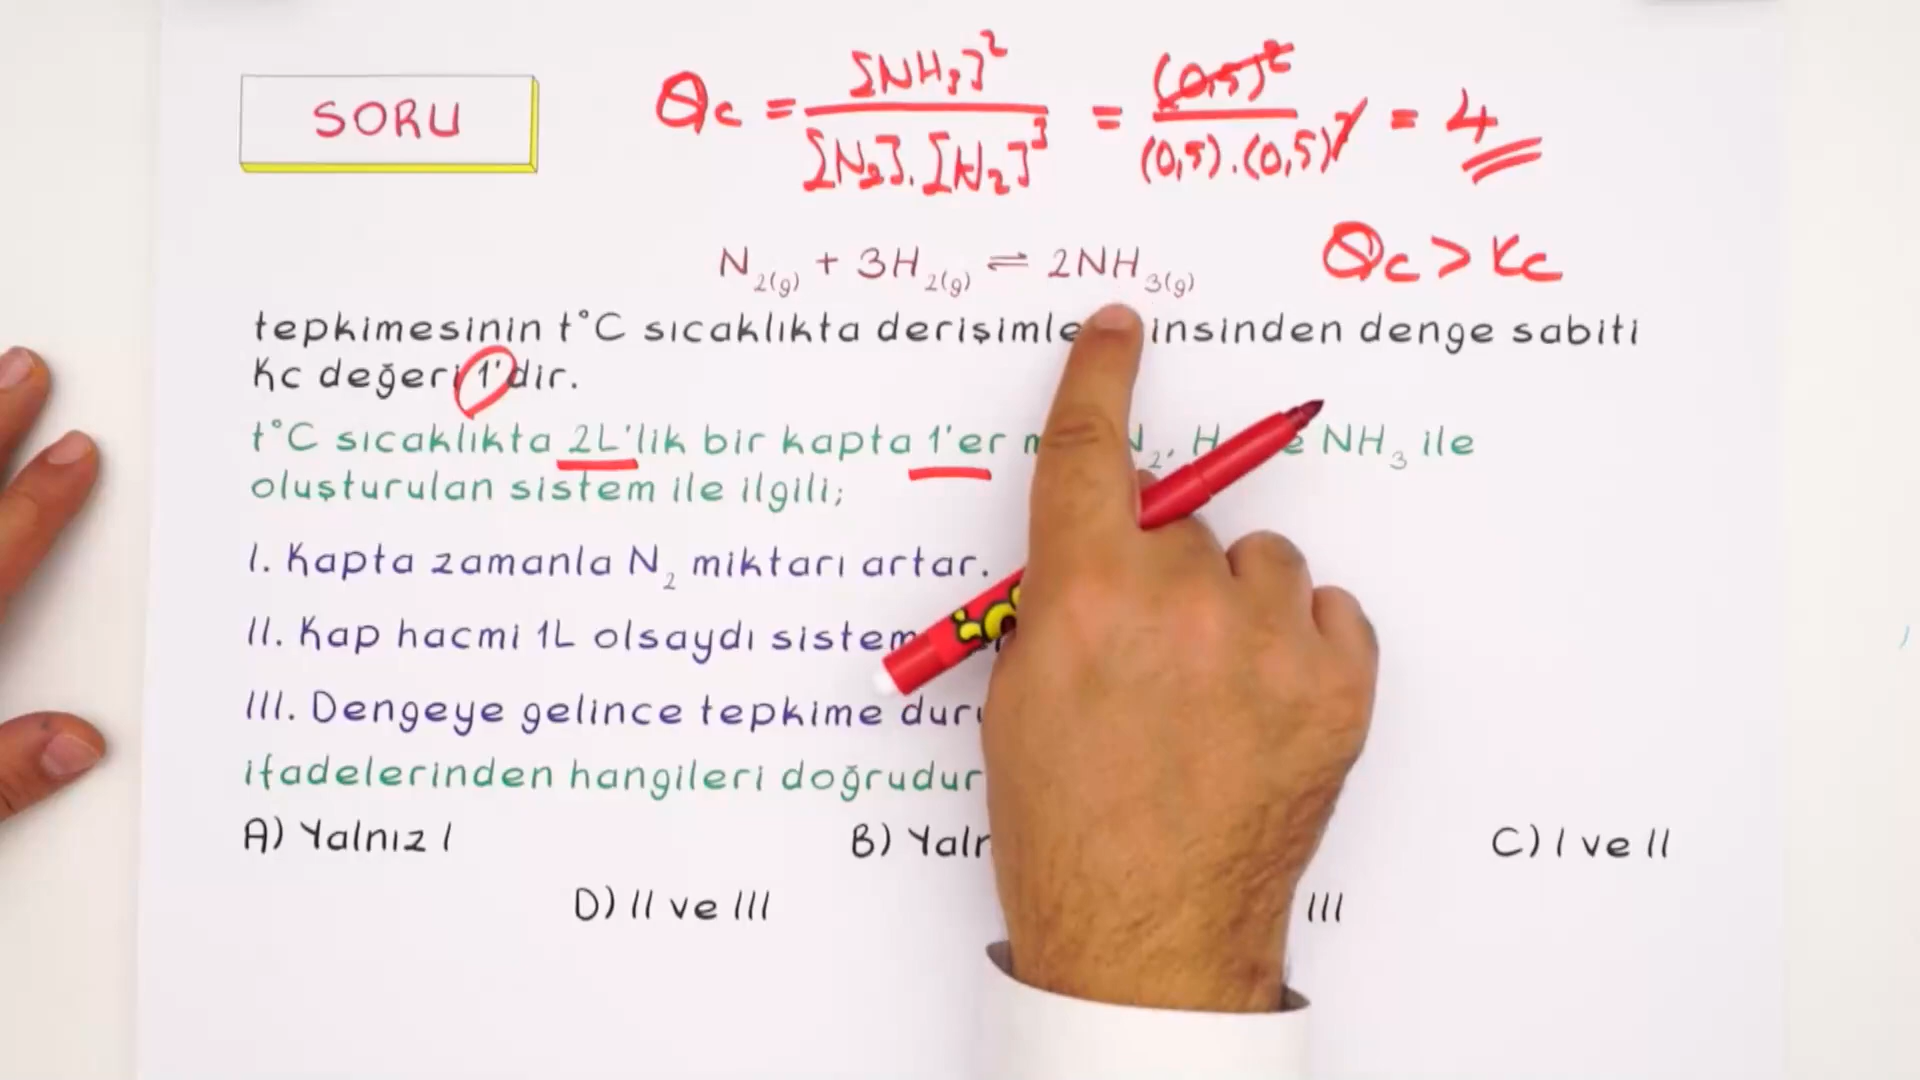 SORU
Qc = [NH3]² / [N2].[H2]³ = (0,5)² / (0,5).(0,5)³ = 4
N2(g) + 3H2(g) ⇌ 2NH3(g)
Qc > Kc
tepkimesinin t°C sıcaklıkta insinden denge sabiti
Kc değeri 1'dir.
t°C sıcaklıkta 2L'lik bir kapta 1'er NH3 ile
oluşturulan sistem ile ilgili;
I. Kapta zamanla N2 miktarı artar.
II. Kap hacmi 1L olsaydı sistem
III. Dengeye gelince tepkime
ifadelerinden hangileri doğrudur
A) Yalnız I
B)
C) I ve II
D) II ve III
III